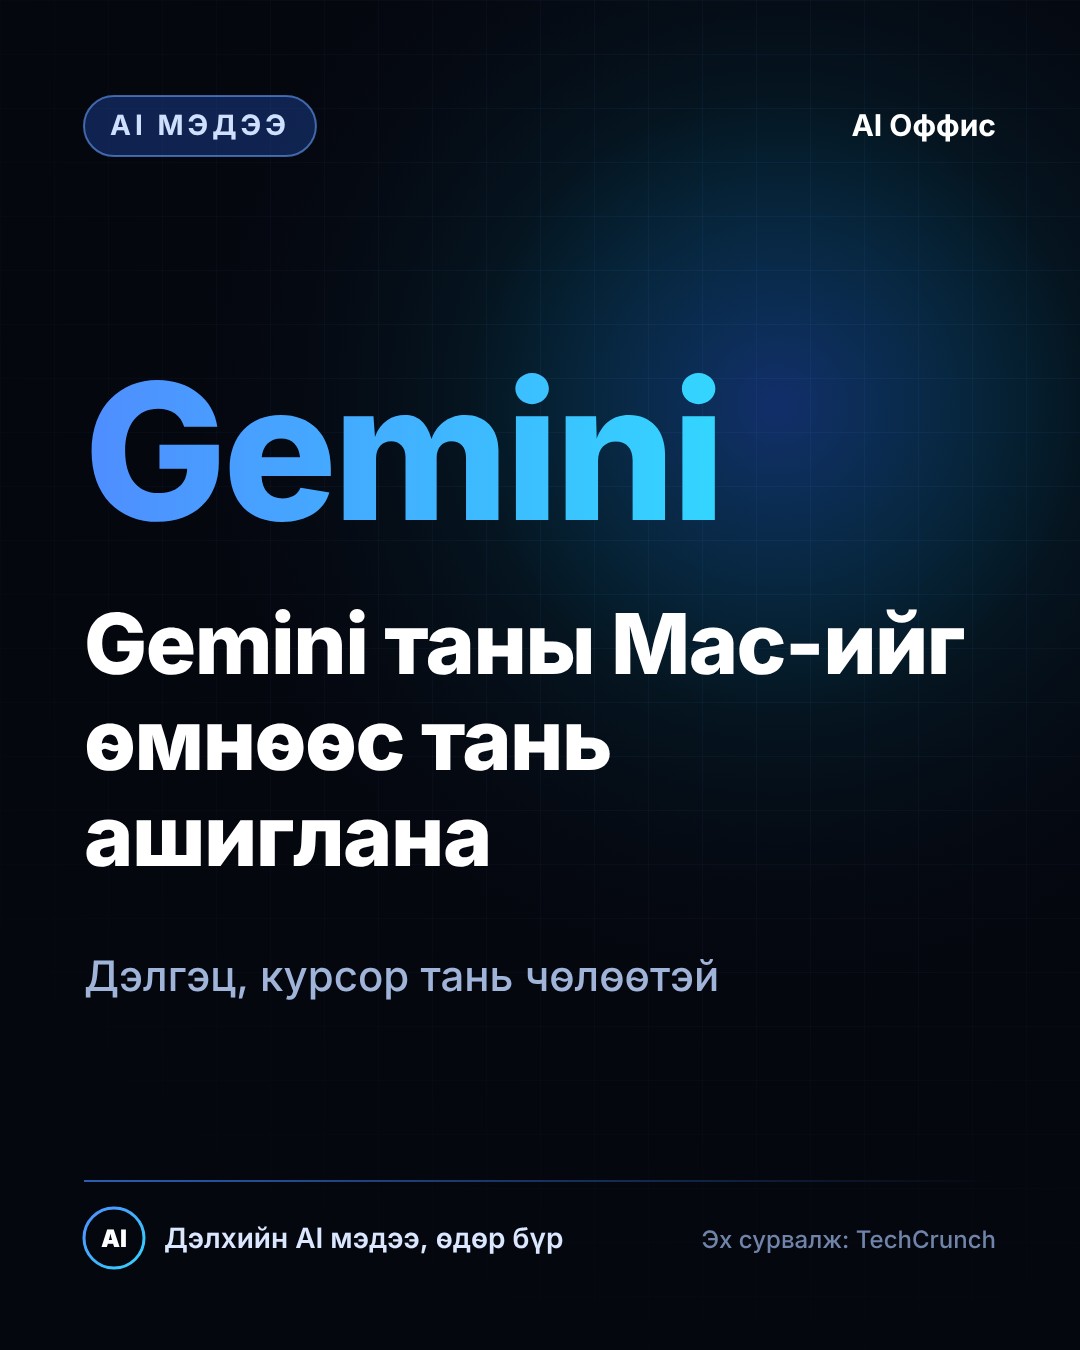 AI МЭДЭЭ
AI Оффис
Gemini
Gemini таны Mac-ийг
өмнөөс тань
ашиглана
Дэлгэц, курсор тань чөлөөтэй
AI
Дэлхийн AI мэдээ, өдөр бүр
Эх сурвалж: TechCrunch